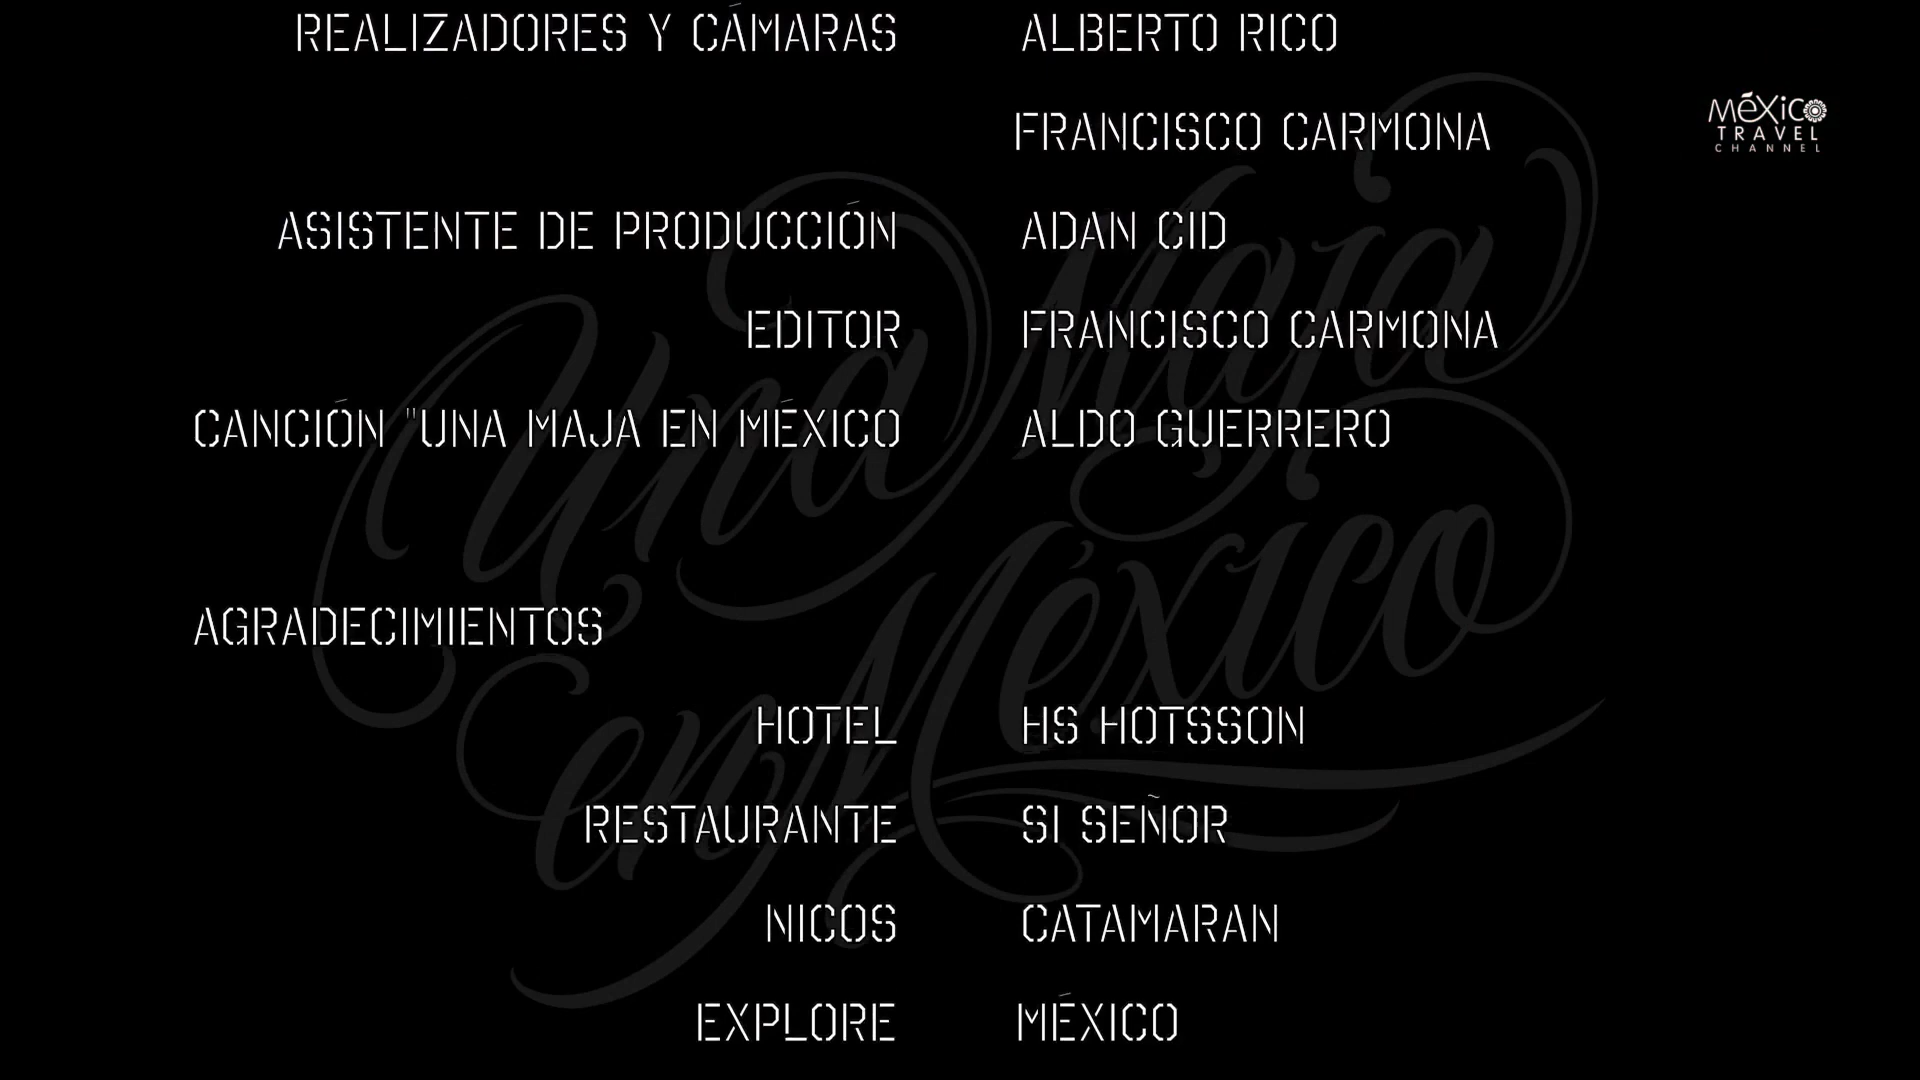 REALIZADORES Y CÁMARAS ALBERTO RICO
FRANCISCO CARMONA
MéXiCO
TRAVEL
CHANNEL
ASISTENTE DE PRODUCCIÓN ADAN CID
EDITOR FRANCISCO CARMONA
CANCIÓN "UNA MAJA EN MÉXICO ALDO GUERRERO
AGRADECIMIENTOS
HOTEL HS HOTSSON
RESTAURANTE SI SEÑOR
NICOS CATAMARAN
EXPLORE MÉXICO
Una Maja
en México